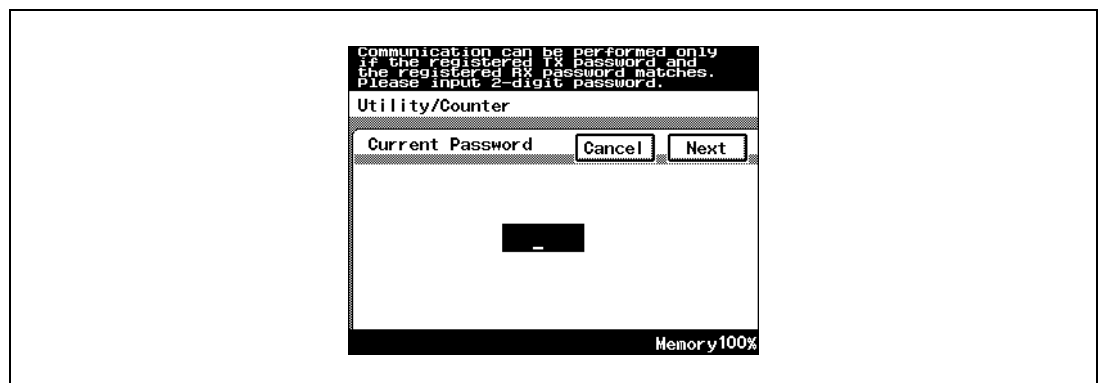 Communication can be performed only
if the registered TX password and
the registered RX password matches.
Please input 2-digit password.
Utility/Counter
Current Password Cancel Next
_
Memory100%